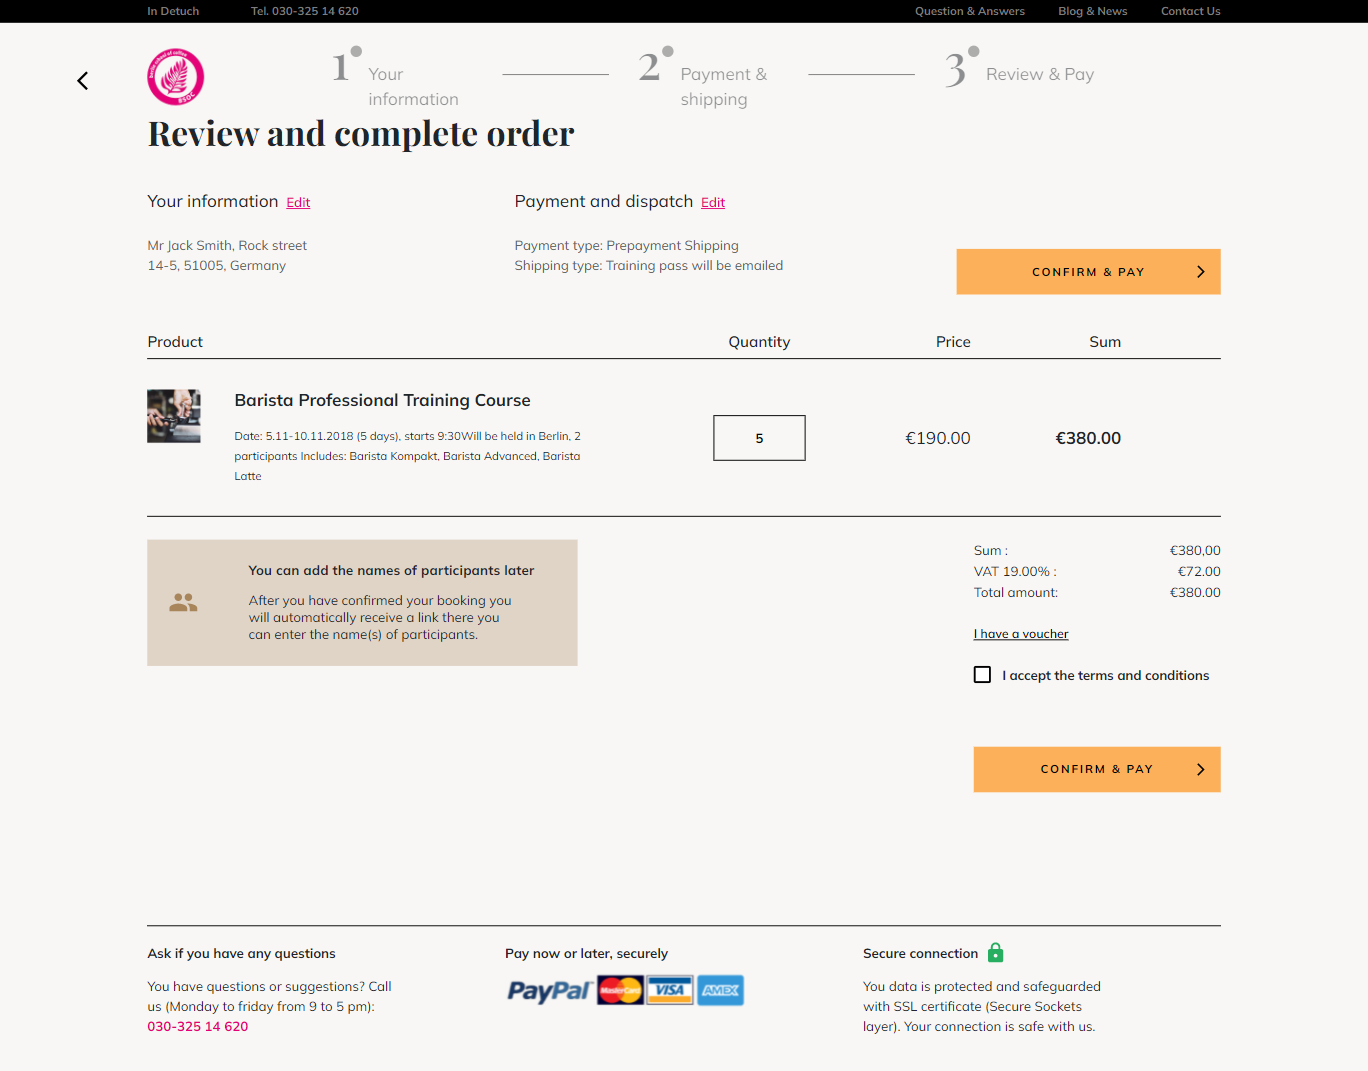 In Detuch
Tel. 030-325 14 620
Question & Answers
Blog & News
Contact Us
BSOC
1
Your
information
2
Payment &
shipping
3
Review & Pay
Review and complete order
Your information Edit
Mr Jack Smith, Rock street
14-5, 51005, Germany
Payment and dispatch Edit
Payment type: Prepayment Shipping
Shipping type: Training pass will be emailed
CONFIRM & PAY
Product
Quantity
Price
Sum
Barista Professional Training Course
Date: 5.11-10.11.2018 (5 days), starts 9:30Will be held in Berlin, 2
participants Includes: Barista Kompakt, Barista Advanced, Barista
Latte
5
€190.00
€380.00
You can add the names of participants later
After you have confirmed your booking you
will automatically receive a link there you
can enter the name(s) of participants.
Sum : €380,00
VAT 19.00% : €72.00
Total amount: €380.00
I have a voucher
I accept the terms and conditions
CONFIRM & PAY
Ask if you have any questions
You have questions or suggestions? Call
us (Monday to friday from 9 to 5 pm):
030-325 14 620
Pay now or later, securely
PayPal MasterCard VISA AMEX
Secure connection
You data is protected and safeguarded
with SSL certificate (Secure Sockets
layer). Your connection is safe with us.